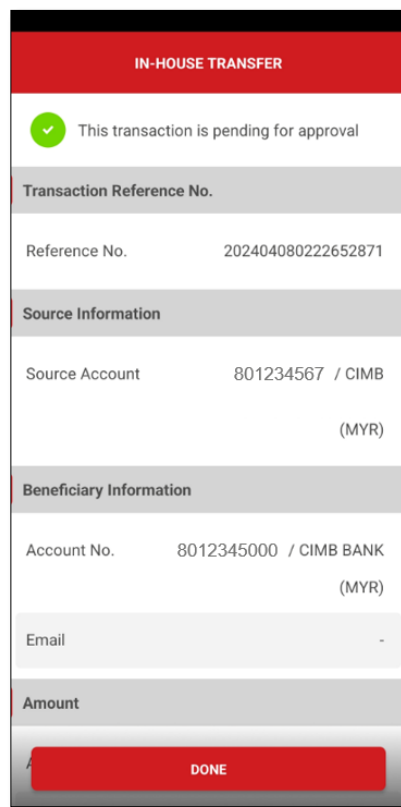 IN-HOUSE TRANSFER
This transaction is pending for approval
Transaction Reference No.
Reference No. 202404080222652871
Source Information
Source Account 801234567 / CIMB
(MYR)
Beneficiary Information
Account No. 8012345000 / CIMB BANK
(MYR)
Email -
Amount
DONE